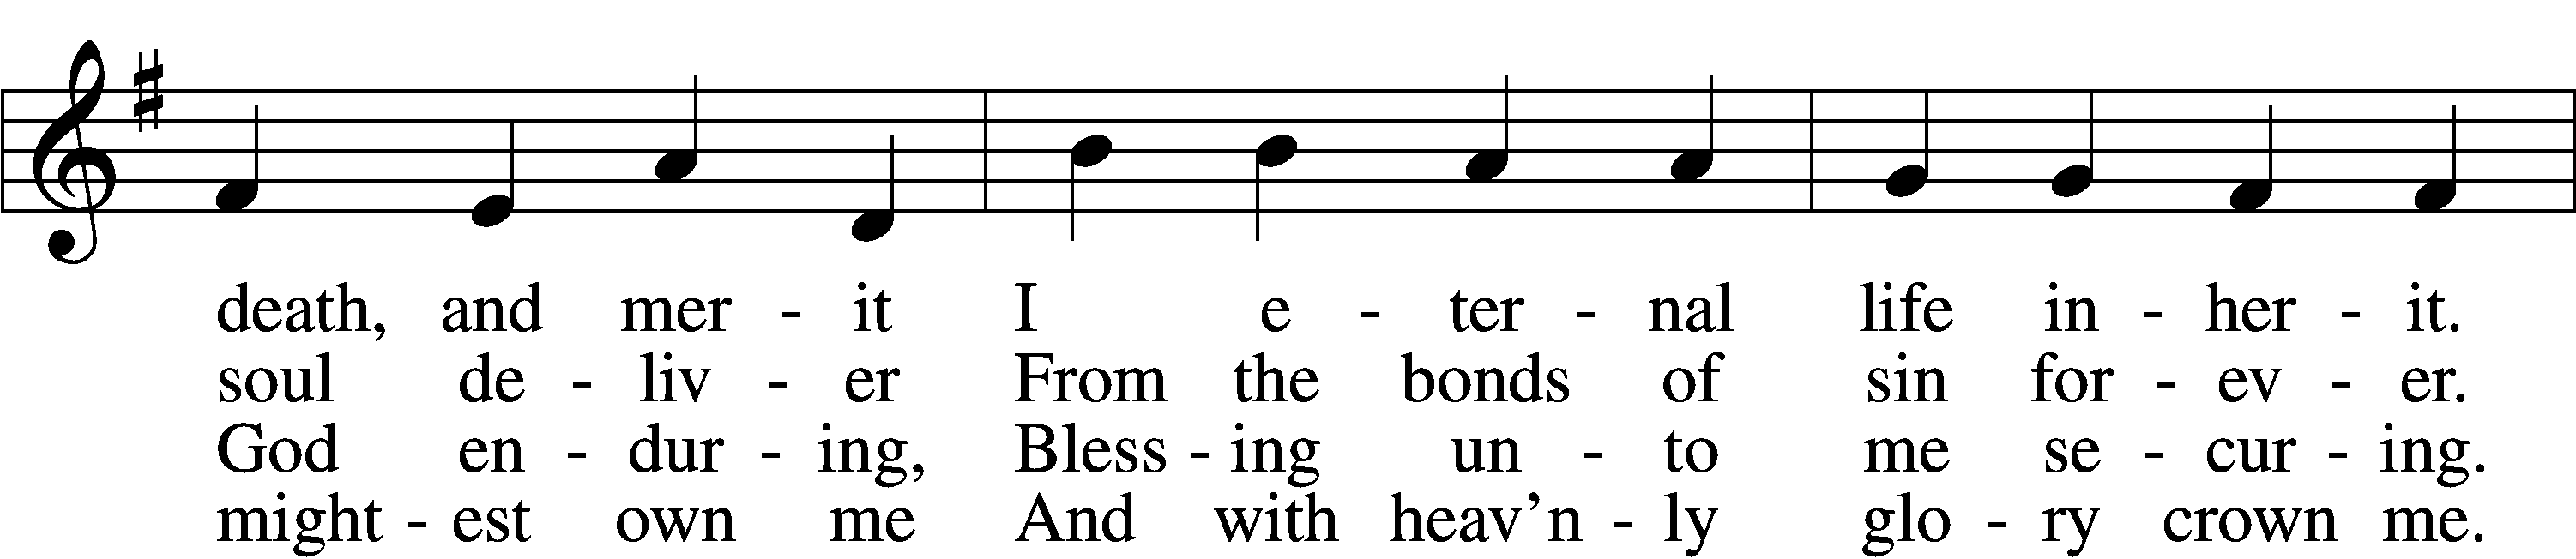 death, and mer - it I e - ter - nal life in - her - it.
soul de - liv - er From the bonds of sin for - ev - er.
God en - dur - ing, Bless - ing un - to me se - cur - ing.
might - est own me And with heav'n - ly glo - ry crown me.